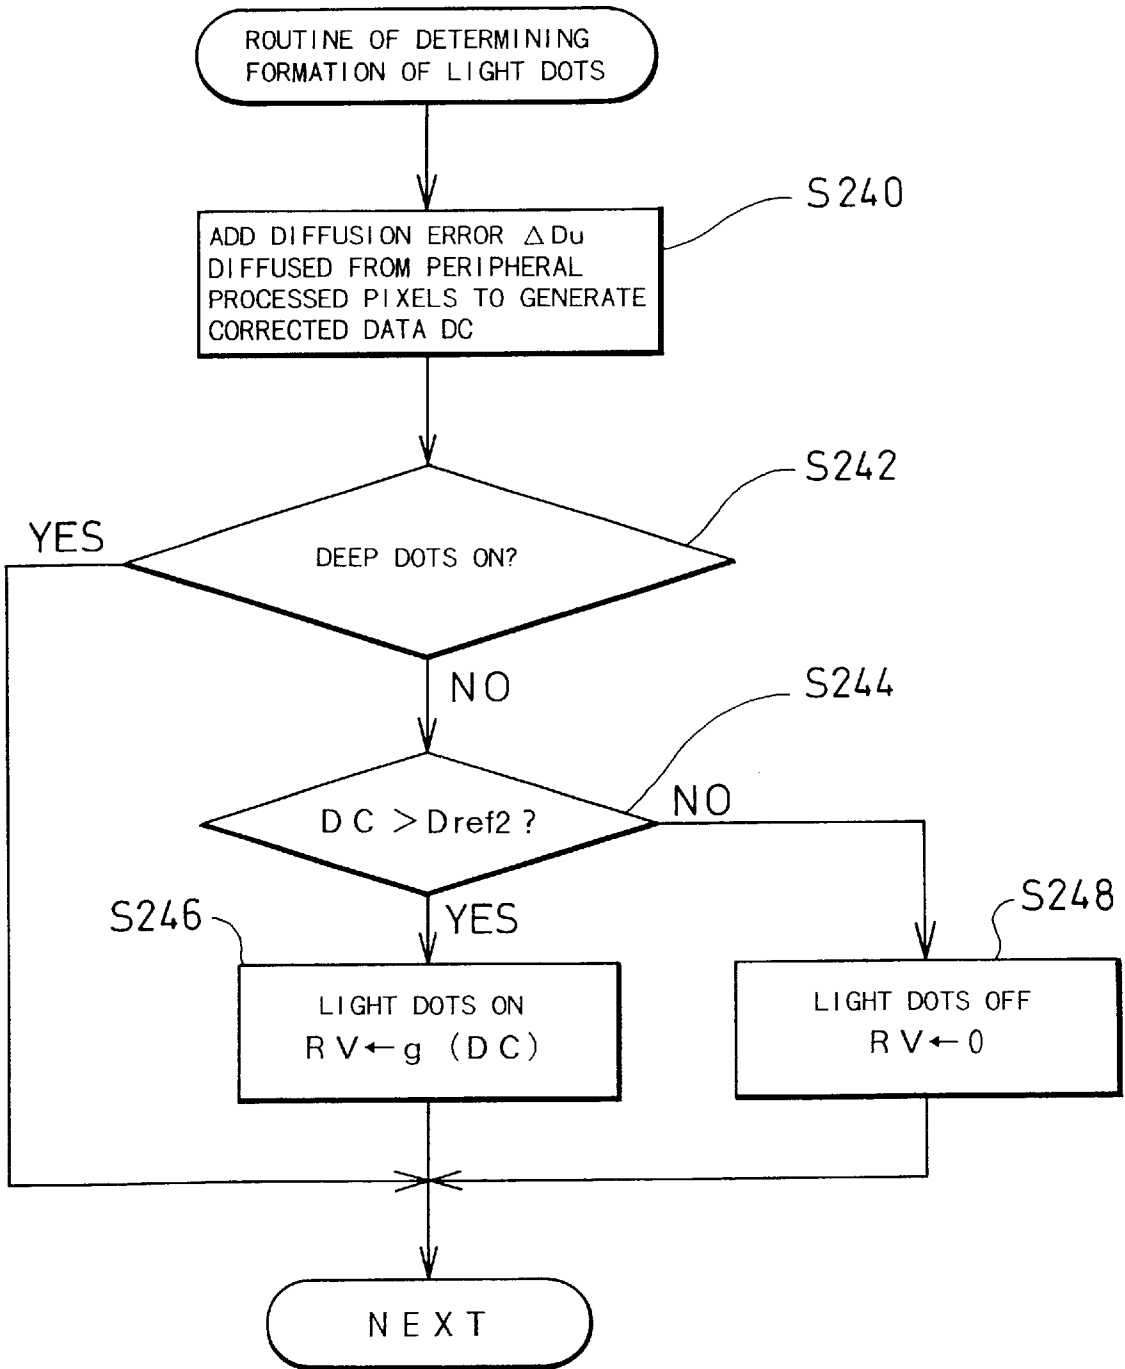 ROUTINE OF DETERMINING
FORMATION OF LIGHT DOTS
S240
ADD DIFFUSION ERROR △Du
DIFFUSED FROM PERIPHERAL
PROCESSED PIXELS TO GENERATE
CORRECTED DATA DC
S242
YES
DEEP DOTS ON?
NO
S244
DC>Dref2?
NO
S246
YES
S248
LIGHT DOTS ON
RV←g (DC)
LIGHT DOTS OFF
RV←0
NEXT